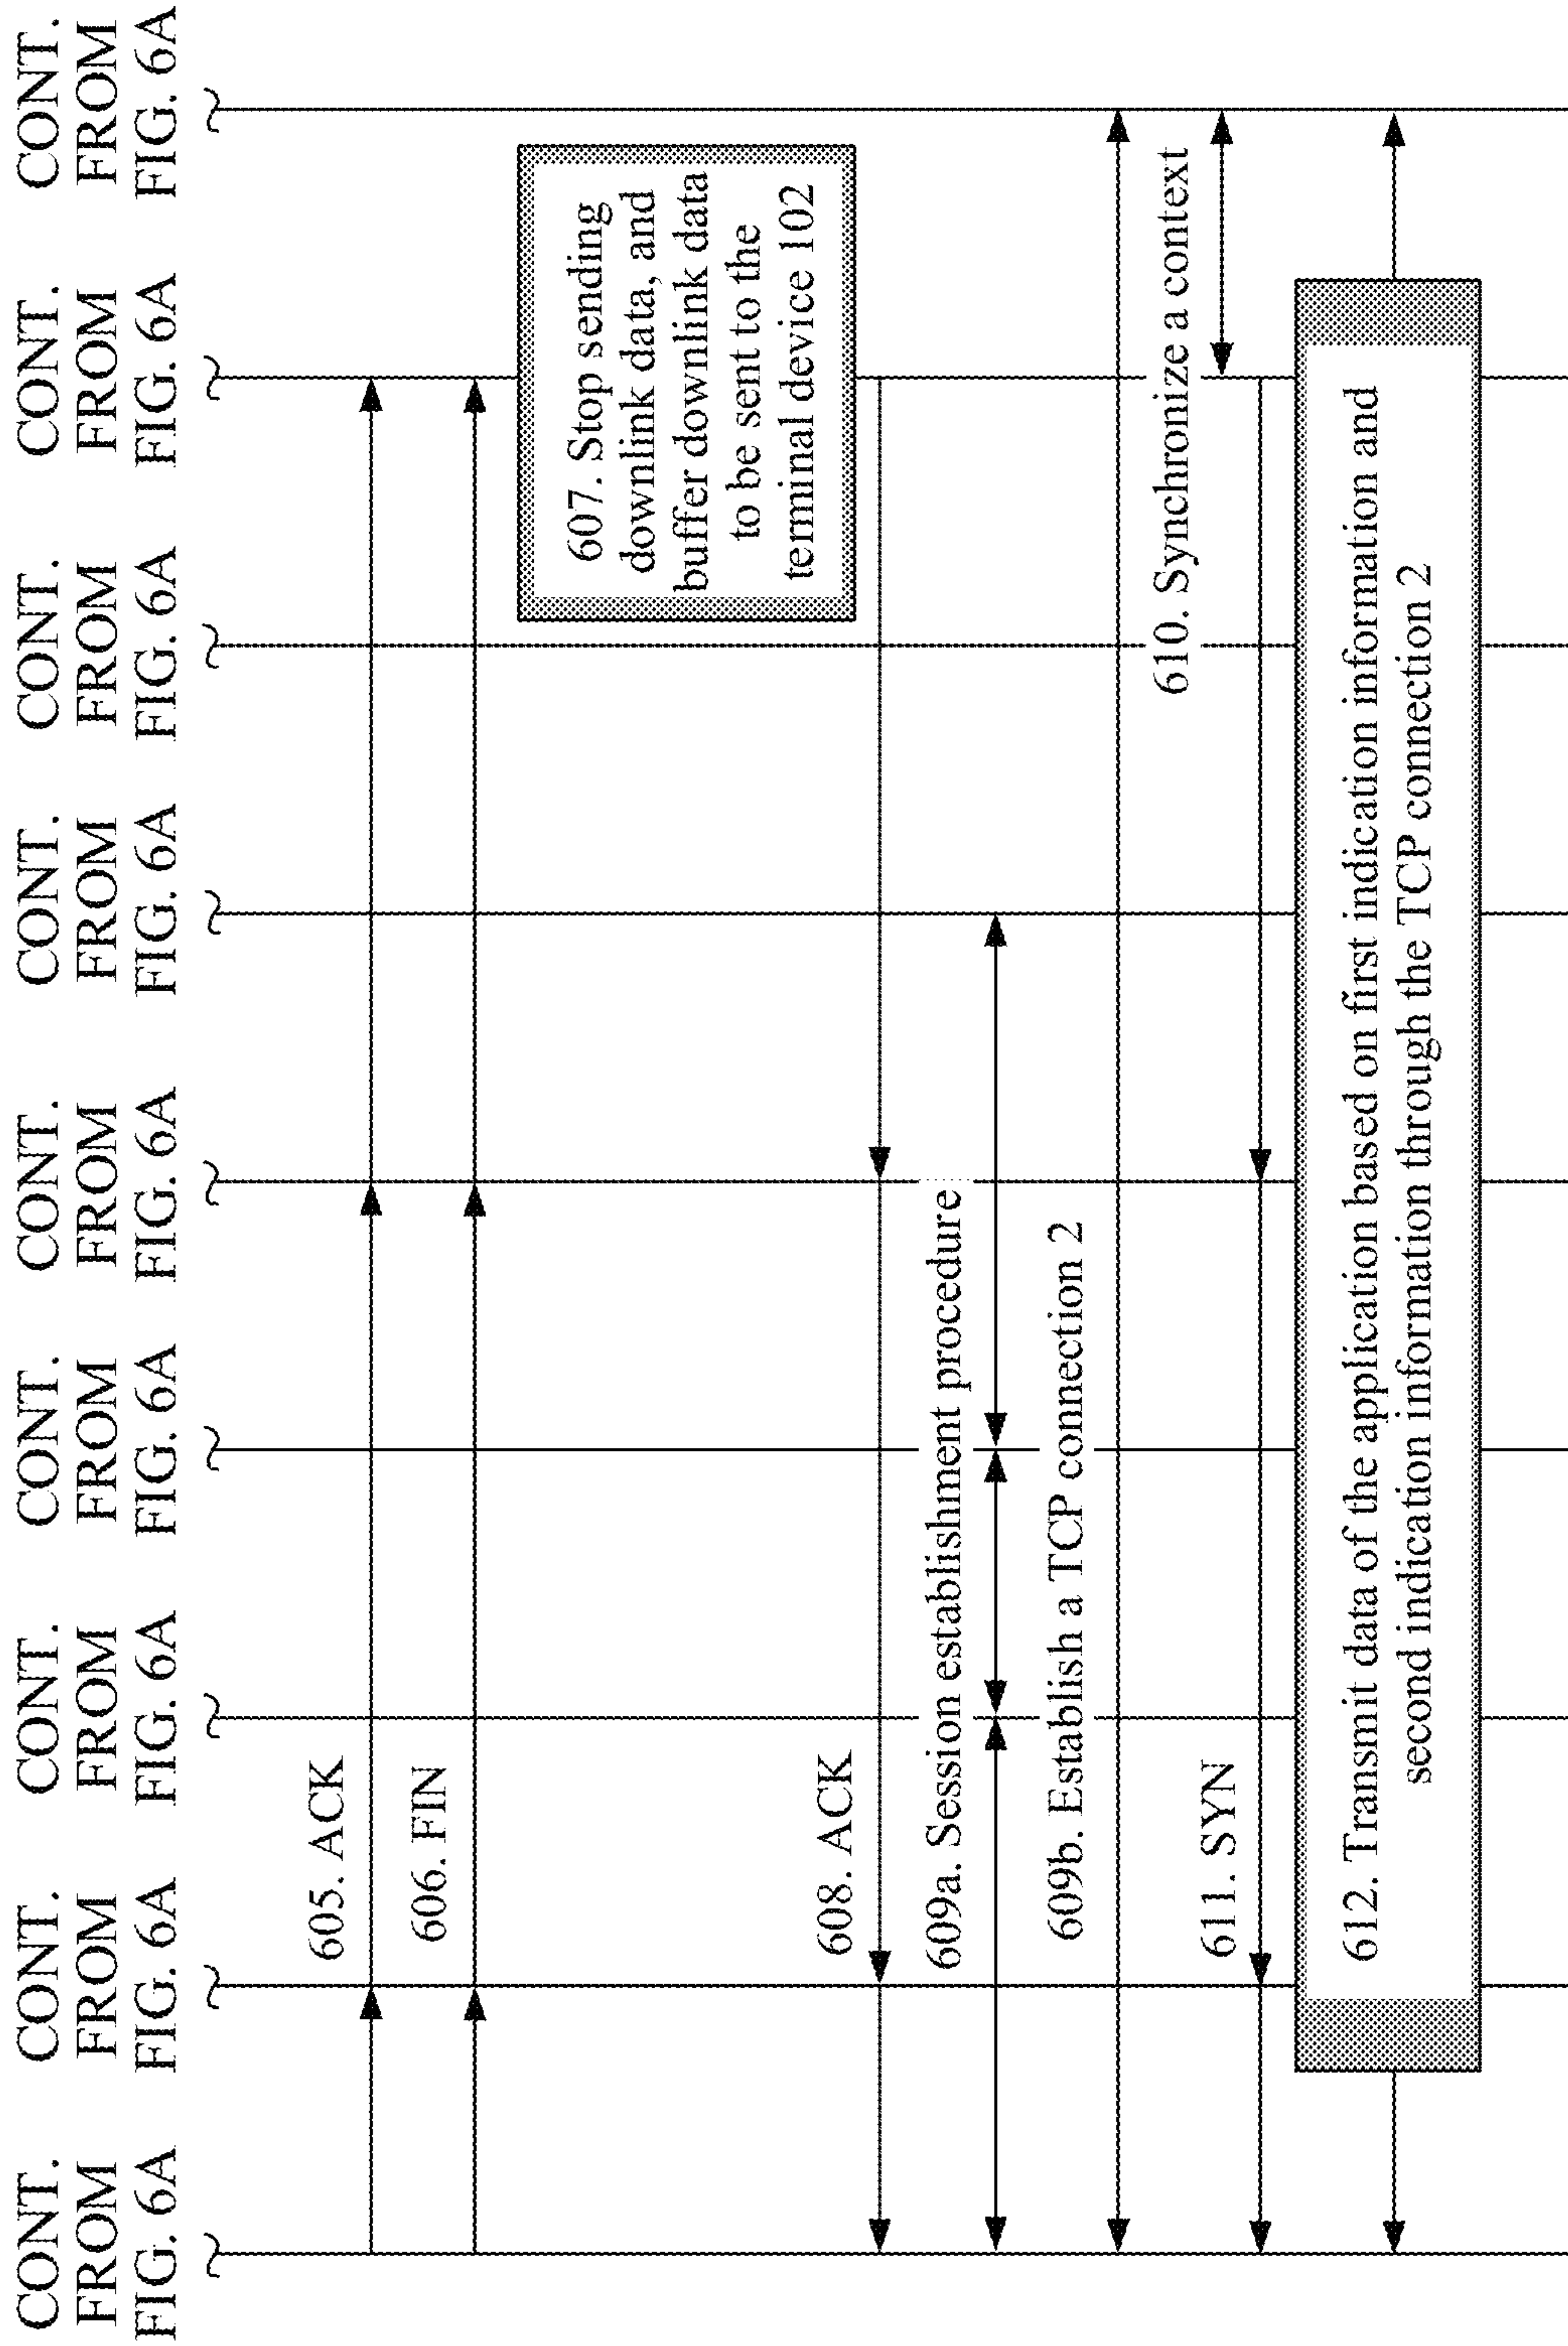 CONT.
FROM
FIG. 6A
CONT.
FROM
FIG. 6A
CONT.
FROM
FIG. 6A
CONT.
FROM
FIG. 6A
CONT.
FROM
FIG. 6A
CONT.
FROM
FIG. 6A
CONT.
FROM
FIG. 6A
CONT.
FROM
FIG. 6A
CONT.
FROM
FIG. 6A
605. ACK
606. FIN
607. Stop sending
downlink data, and
buffer downlink data
to be sent to the
terminal device 102
608. ACK
609a. Session establishment procedure
609b. Establish a TCP connection 2
610. Synchronize a context
611. SYN
612. Transmit data of the application based on first indication information and
second indication information through the TCP connection 2